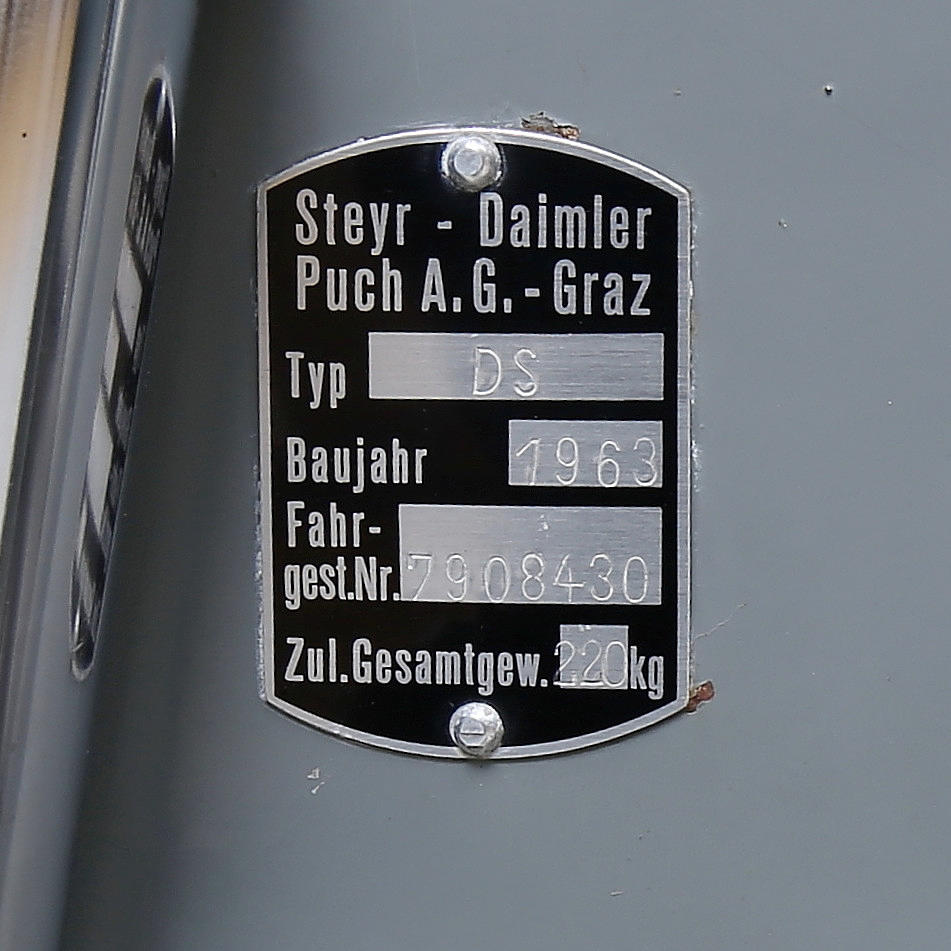 Steyr - Daimler
Puch A.G. - Graz
Typ DS
Baujahr 1963
Fahr-
gest.Nr. 7908430
Zul.Gesamtgew. 220 kg